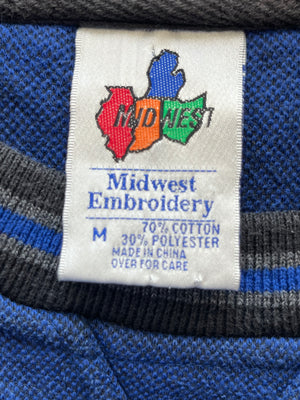 MIDWEST
Midwest
Embroidery
M 70% COTTON
30% POLYESTER
MADE IN CHINA
OVER FOR CARE